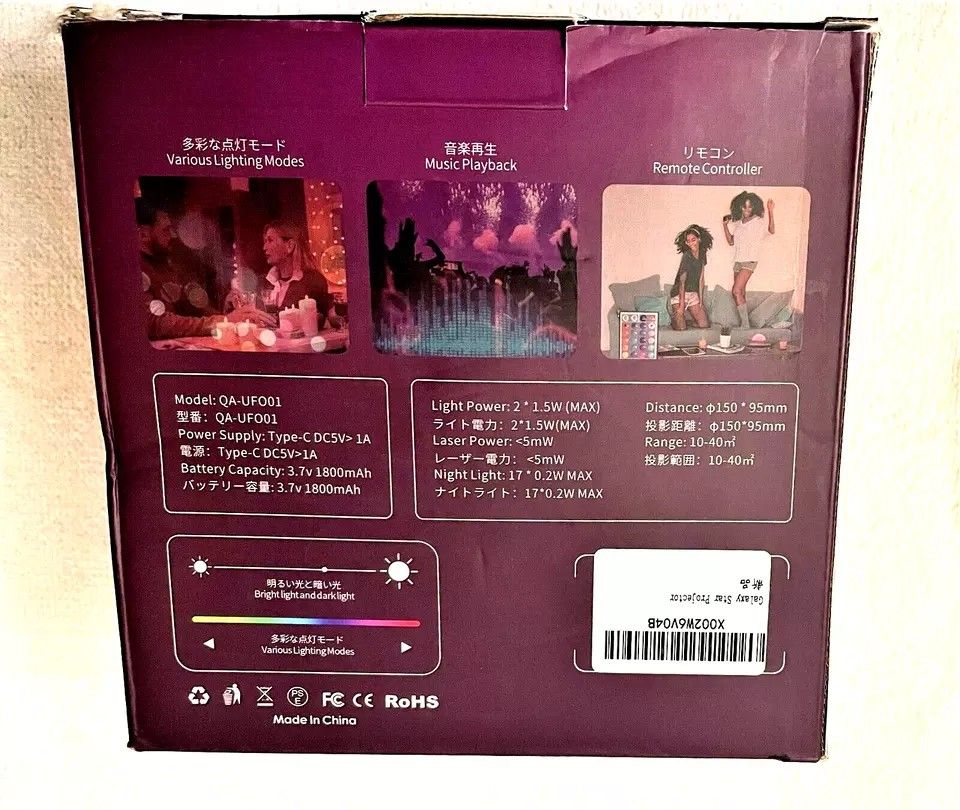 多彩な点灯モード
Various Lighting Modes
音楽再生
Music Playback
リモコン
Remote Controller
Model: QA-UFO01
型番: QA-UFO01
Power Supply: Type-C DC5V> 1A
電源: Type-C DC5V>1A
Battery Capacity: 3.7v 1800mAh
バッテリー容量: 3.7v 1800mAh
Light Power: 2 * 1.5W (MAX)
ライト電力: 2*1.5W(MAX)
Laser Power: <5mW
レーザー電力: <5mW
Night Light: 17 * 0.2W MAX
ナイトライト: 17*0.2W MAX
Distance: φ150 * 95mm
投影距離: φ150*95mm
Range: 10-40㎡
投影範囲: 10-40㎡
明るい光と暗い光
Bright light and dark light
多彩な点灯モード
Various Lighting Modes
X002W6V04B
Galaxy Star Projector
新品
PS
E
FC CE RoHS
Made In China